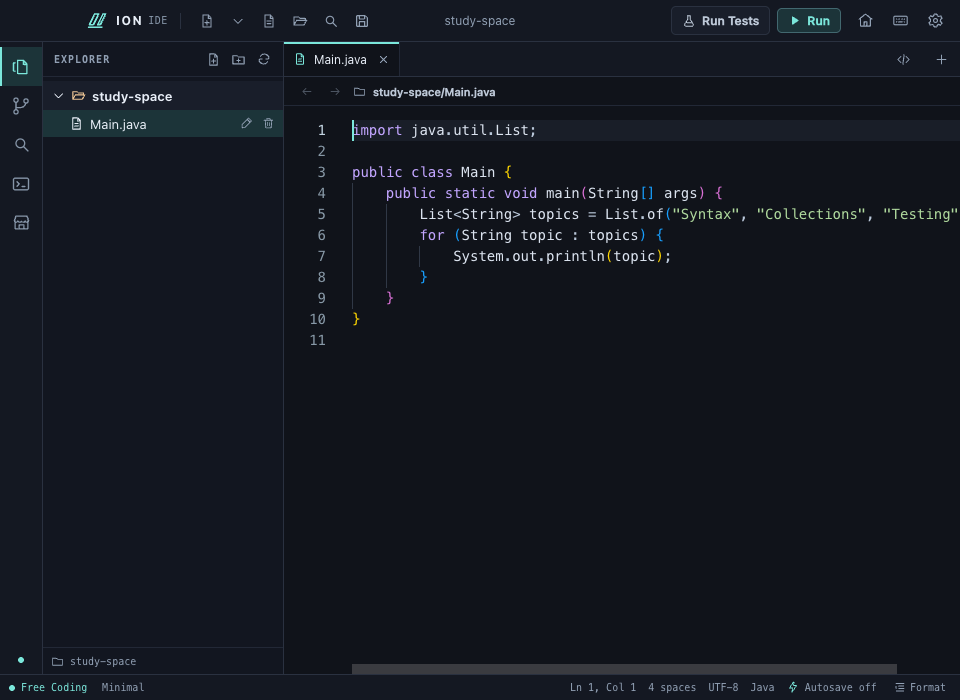 ION IDE
study-space
Run Tests
Run
EXPLORER
study-space
Main.java
study-space
Main.java
study-space/Main.java
1 import java.util.List;
2
3 public class Main {
4 public static void main(String[] args) {
5 List<String> topics = List.of("Syntax", "Collections", "Testing"
6 for (String topic : topics) {
7 System.out.println(topic);
8 }
9 }
10 }
11
Free Coding
Minimal
Ln 1, Col 1
4 spaces
UTF-8
Java
Autosave off
Format